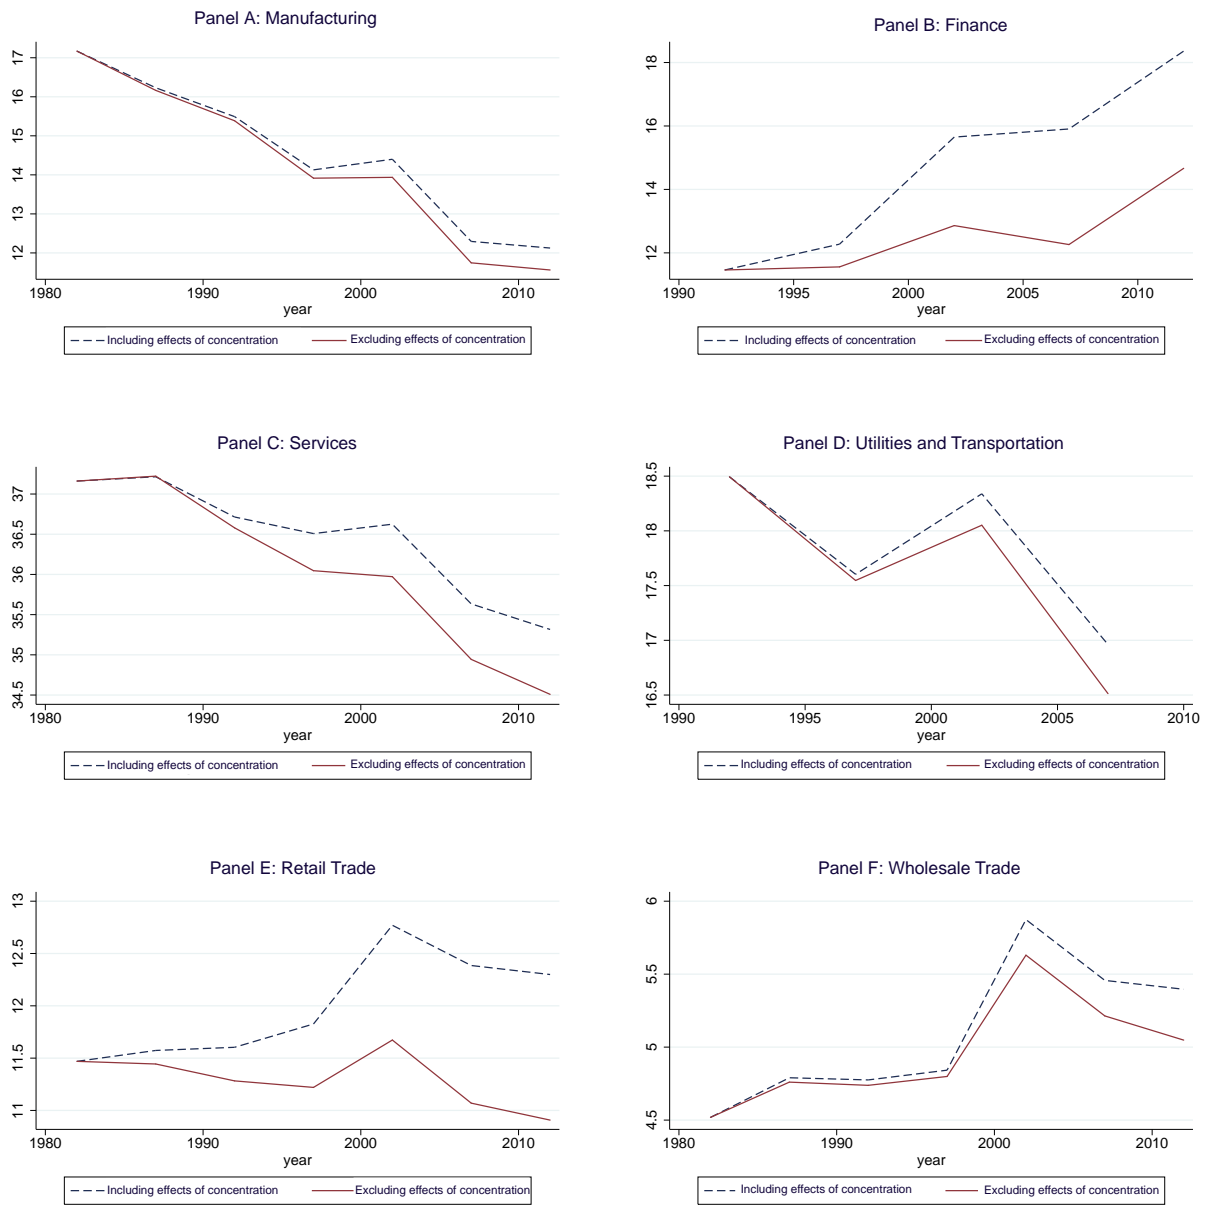 Panel A: Manufacturing
17
16
15
14
13
12
1980 1990 2000 2010
year
Including effects of concentration Excluding effects of concentration
Panel B: Finance
18
16
14
12
1990 1995 2000 2005 2010
year
Including effects of concentration Excluding effects of concentration
Panel C: Services
37
36.5
36
35.5
35
34.5
1980 1990 2000 2010
year
Including effects of concentration Excluding effects of concentration
Panel D: Utilities and Transportation
18.5
18
17.5
17
16.5
1990 1995 2000 2005 2010
year
Including effects of concentration Excluding effects of concentration
Panel E: Retail Trade
13
12.5
12
11.5
11
1980 1990 2000 2010
year
Including effects of concentration Excluding effects of concentration
Panel F: Wholesale Trade
6
5.5
5
4.5
1980 1990 2000 2010
year
Including effects of concentration Excluding effects of concentration